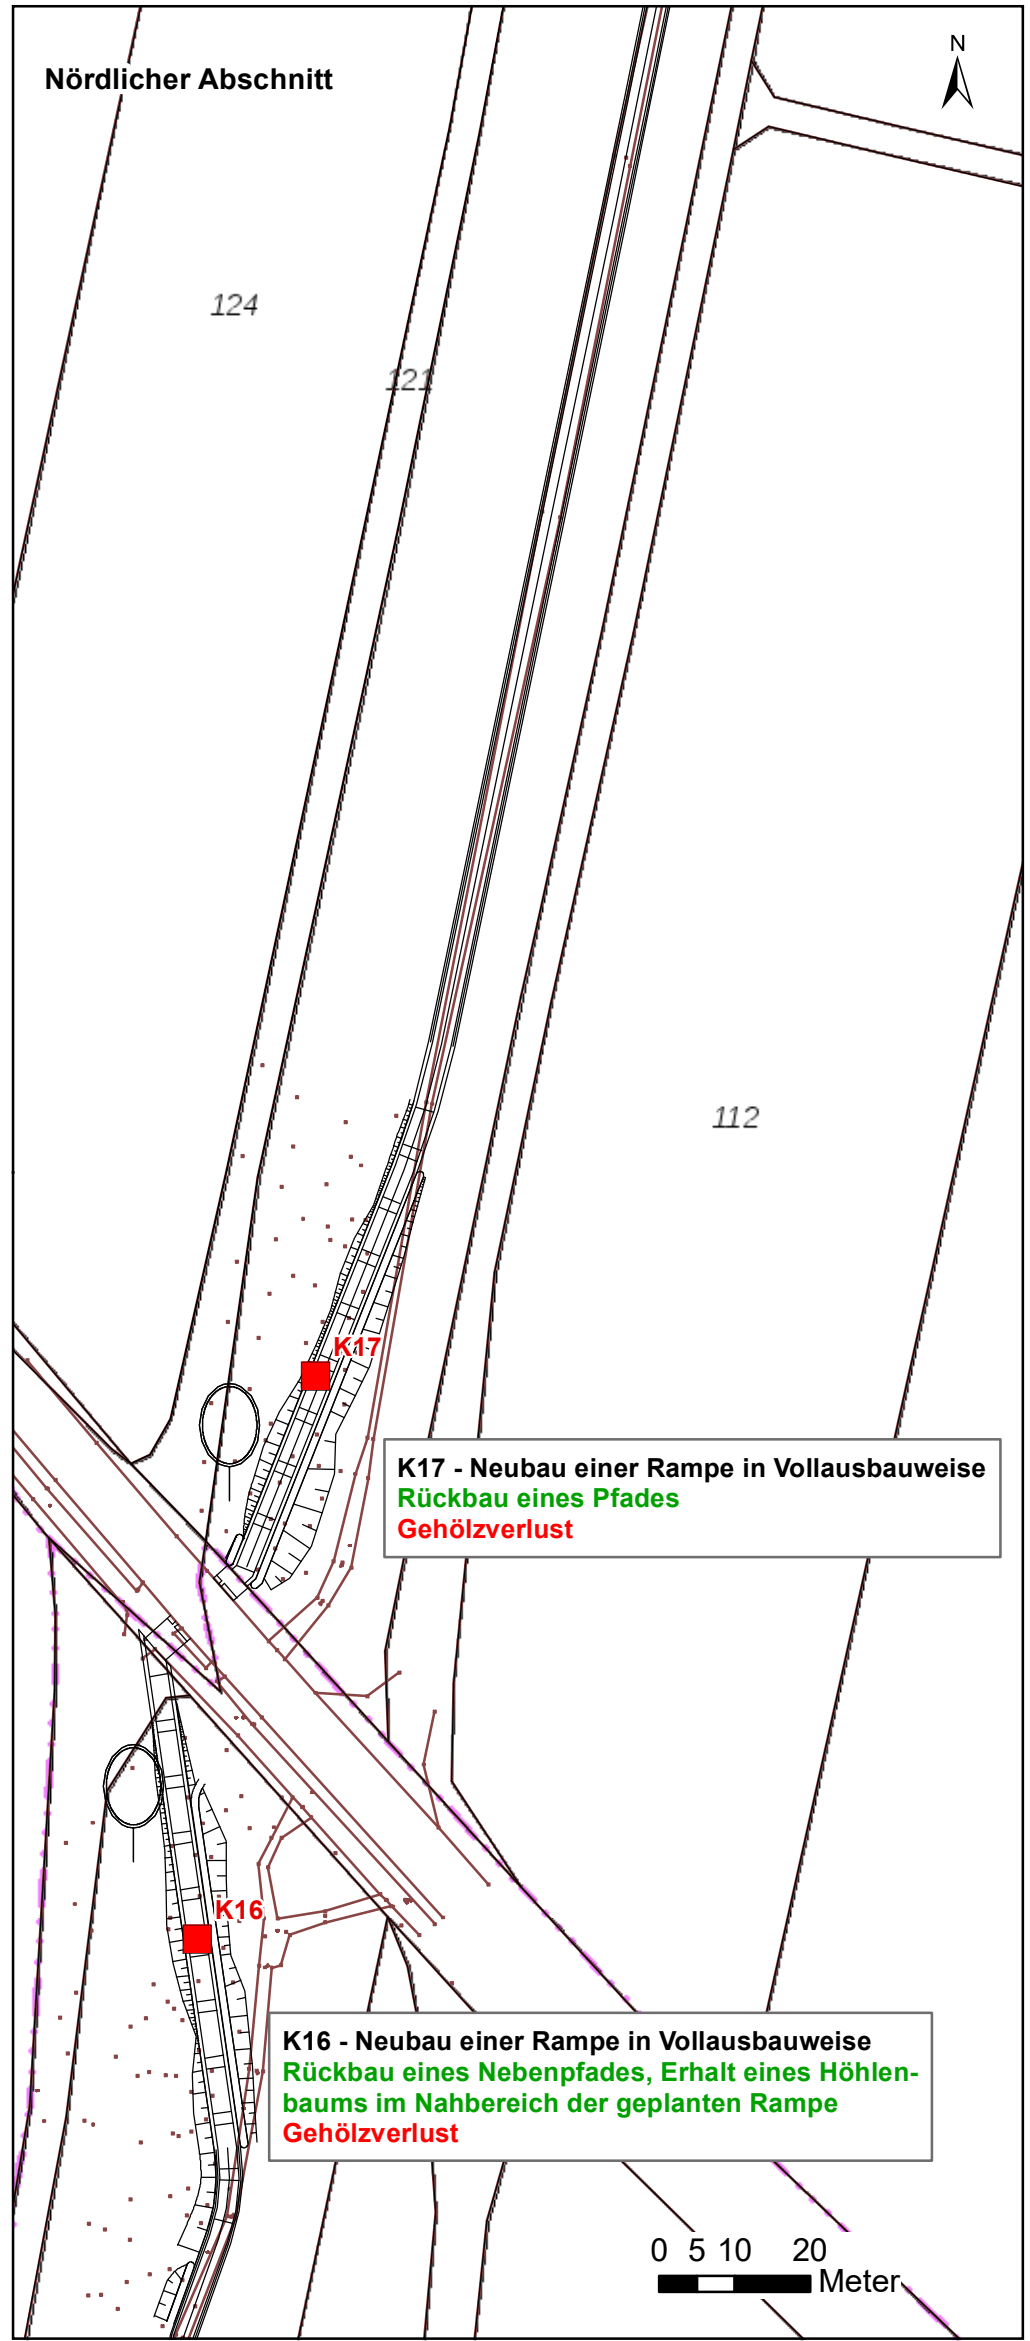 N
Nördlicher Abschnitt
124
121
112
K17
K17 - Neubau einer Rampe in Vollausbauweise
Rückbau eines Pfades
Gehölzverlust
K16
K16 - Neubau einer Rampe in Vollausbauweise
Rückbau eines Nebenpfades, Erhalt eines Höhlen-
baums im Nahbereich der geplanten Rampe
Gehölzverlust
0 5 10 20
Meter